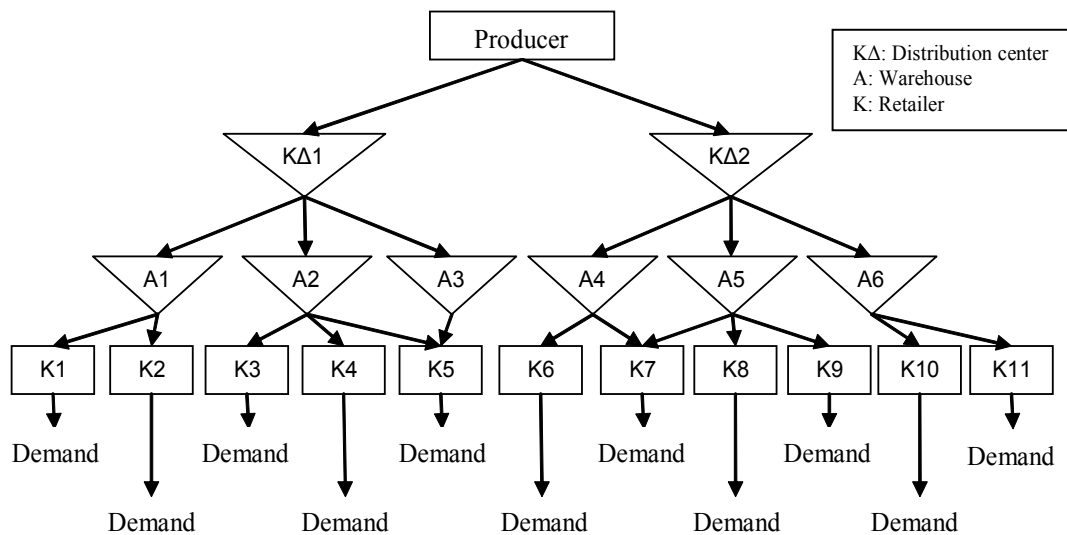 Producer
KΔ: Distribution center
A: Warehouse
K: Retailer
KΔ1
KΔ2
A1
A2
A3
A4
A5
A6
K1
K2
K3
K4
K5
K6
K7
K8
K9
K10
K11
Demand
Demand
Demand
Demand
Demand
Demand
Demand
Demand
Demand
Demand
Demand